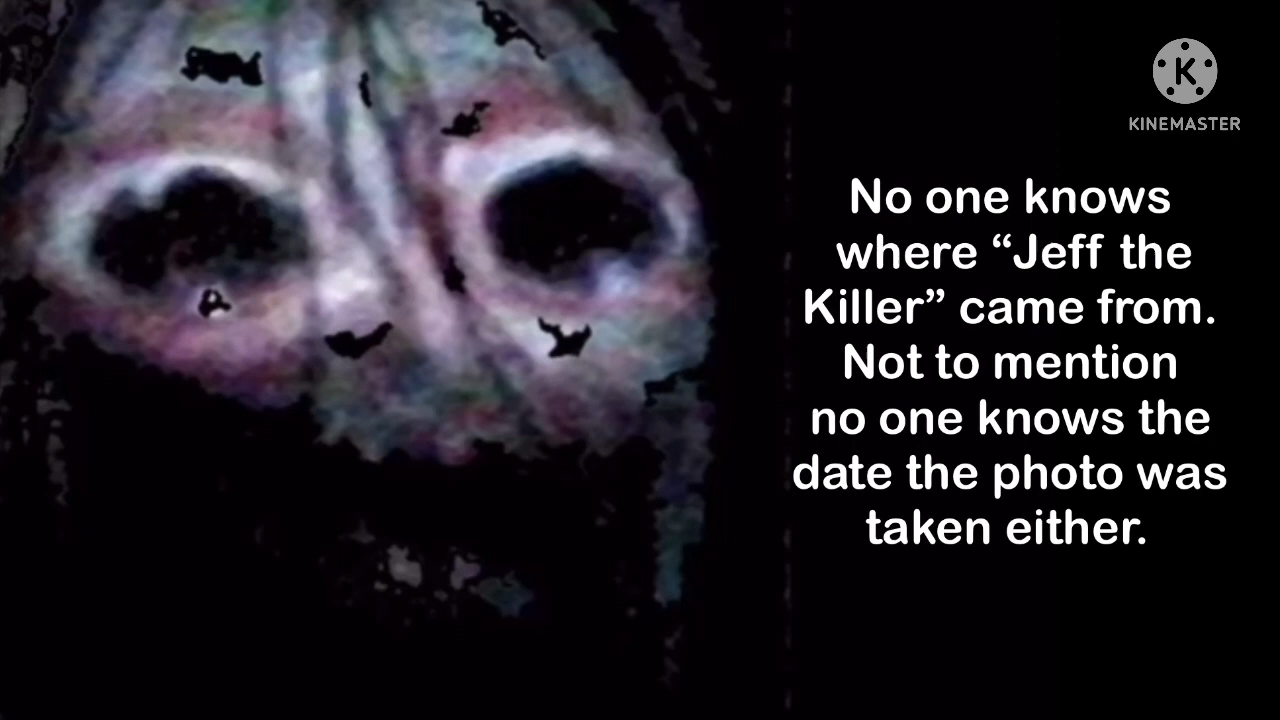 K
KINEMASTER
No one knows
where “Jeff the
Killer” came from.
Not to mention
no one knows the
date the photo was
taken either.